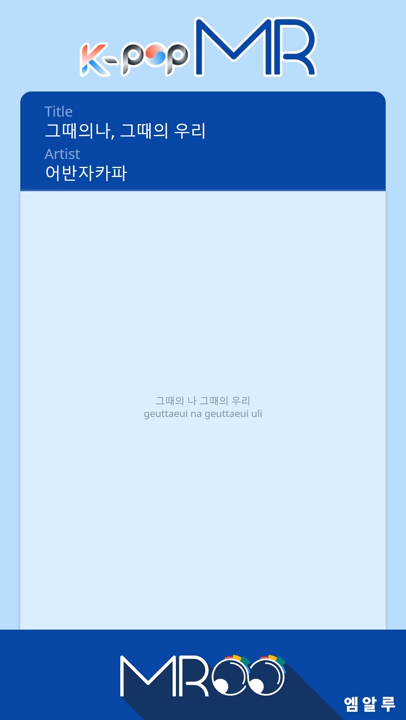 K-pop MR
Title
그때의나, 그때의 우리
Artist
어반자카파
그때의 나 그때의 우리
geuttaeui na geuttaeui uli
MROO
엠알루